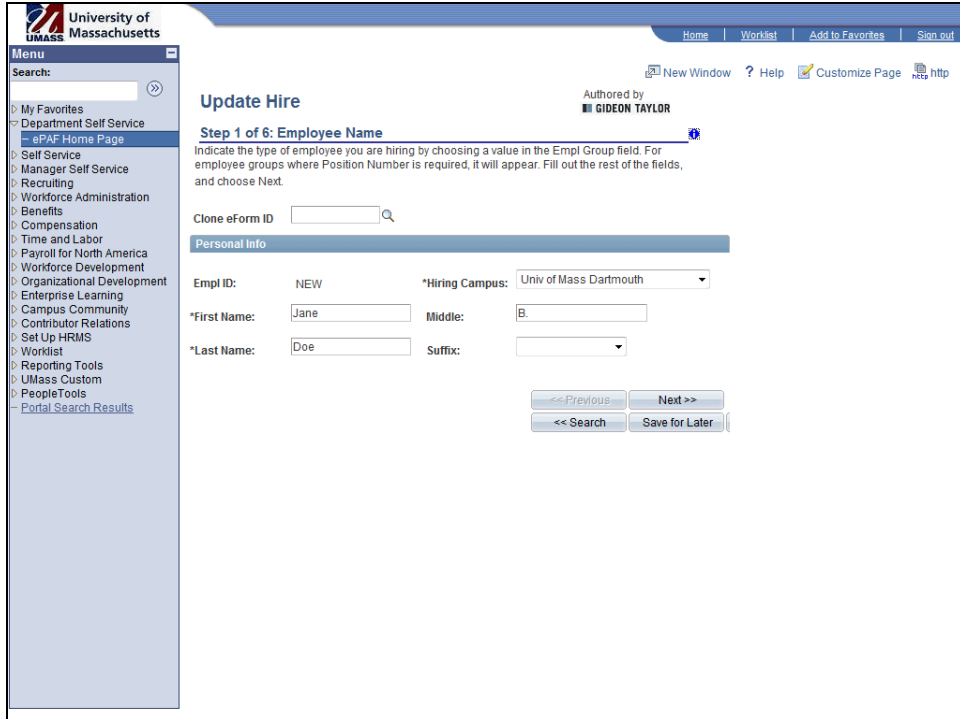 University of
Massachusetts
UMASS
Home | Worklist | Add to Favorites | Sign out
Menu
Search:
My Favorites
Department Self Service
ePAF Home Page
Self Service
Manager Self Service
Recruiting
Workforce Administration
Benefits
Compensation
Time and Labor
Payroll for North America
Workforce Development
Organizational Development
Enterprise Learning
Campus Community
Contributor Relations
Set Up HRMS
Worklist
Reporting Tools
UMass Custom
PeopleTools
Portal Search Results
New Window ? Help Customize Page http
Update Hire
Authored by
GIDEON TAYLOR
Step 1 of 6: Employee Name
Indicate the type of employee you are hiring by choosing a value in the Empl Group field. For
employee groups where Position Number is required, it will appear. Fill out the rest of the fields,
and choose Next.
Clone eForm ID
Personal Info
Empl ID: NEW *Hiring Campus: Univ of Mass Dartmouth
*First Name: Jane Middle: B.
*Last Name: Doe Suffix:
<< Previous Next >>
<< Search Save for Later